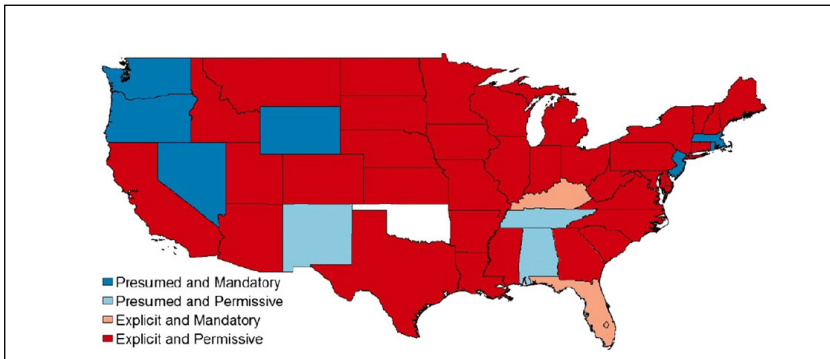 Presumed and Mandatory
Presumed and Permissive
Explicit and Mandatory
Explicit and Permissive